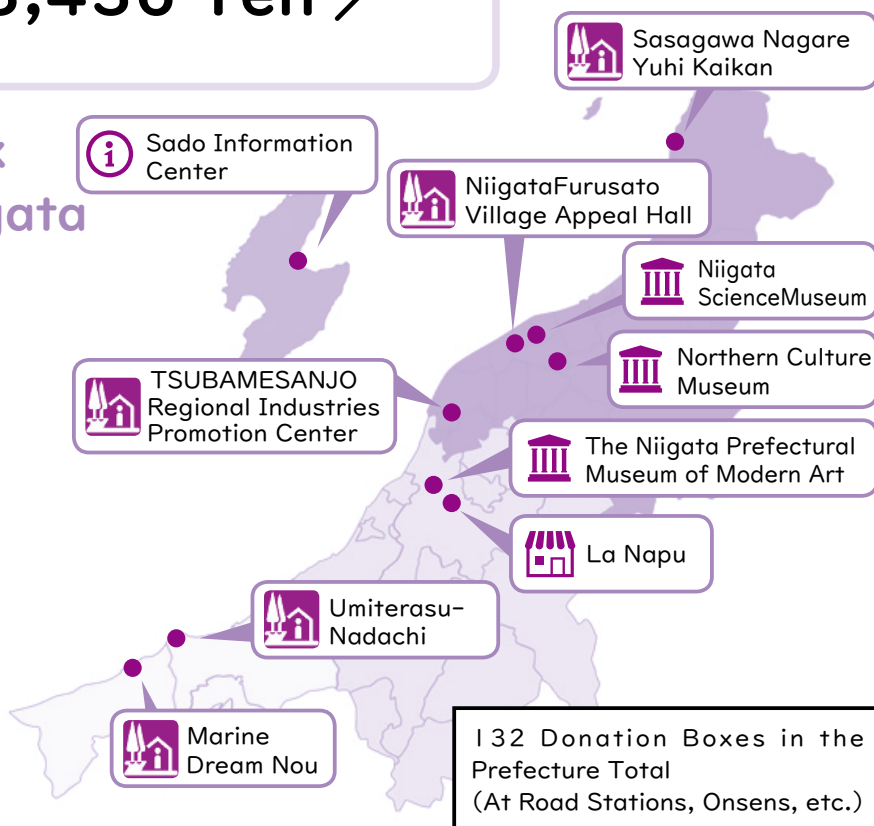 Sasagawa Nagare
Yuhi Kaikan
Sado Information
Center
NiigataFurusato
Village Appeal Hall
Niigata
ScienceMuseum
Northern Culture
Museum
TSUBAMESANJO
Regional Industries
Promotion Center
The Niigata Prefectural
Museum of Modern Art
La Napu
Umiterasu-
Nadachi
Marine
Dream Nou
132 Donation Boxes in the
Prefecture Total
(At Road Stations, Onsens, etc.)